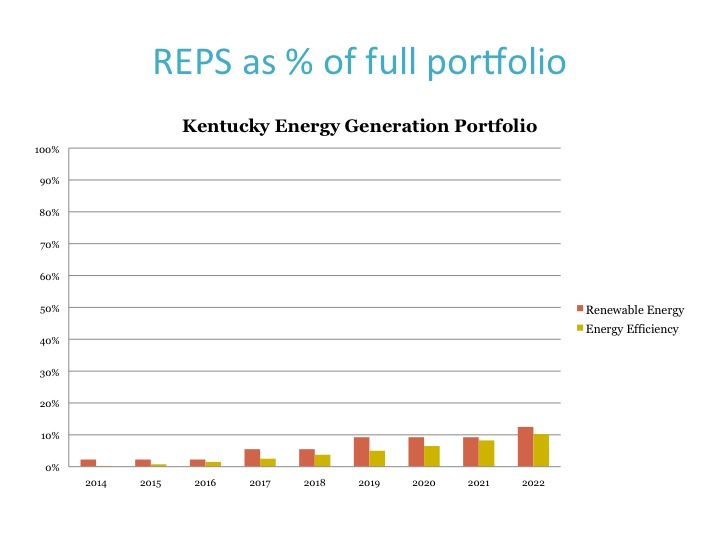 REPS as % of full portfolio
Kentucky Energy Generation Portfolio
100%
90%
80%
70%
60%
50%
40%
30%
20%
10%
0%
2014 2015 2016 2017 2018 2019 2020 2021 2022
Renewable Energy
Energy Efficiency